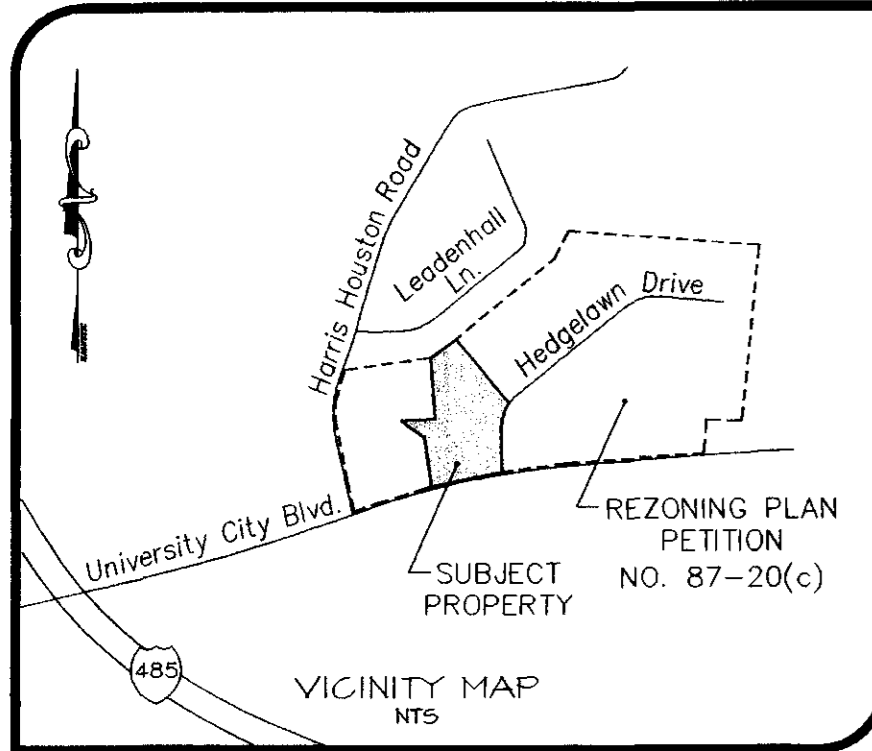 Harris Houston Road
Leadenhall
Ln.
Hedgelawn Drive
University City Blvd.
REZONING PLAN
PETITION
NO. 87-20(c)
SUBJECT
PROPERTY
485
VICINITY MAP
NTS